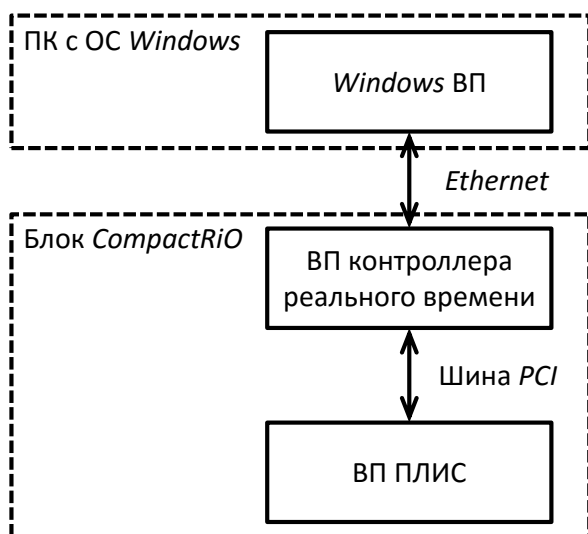 ПК с ОС Windows
Windows ВП
Ethernet
Блок CompactRiO
ВП контроллера
реального времени
Шина PCI
ВП ПЛИС